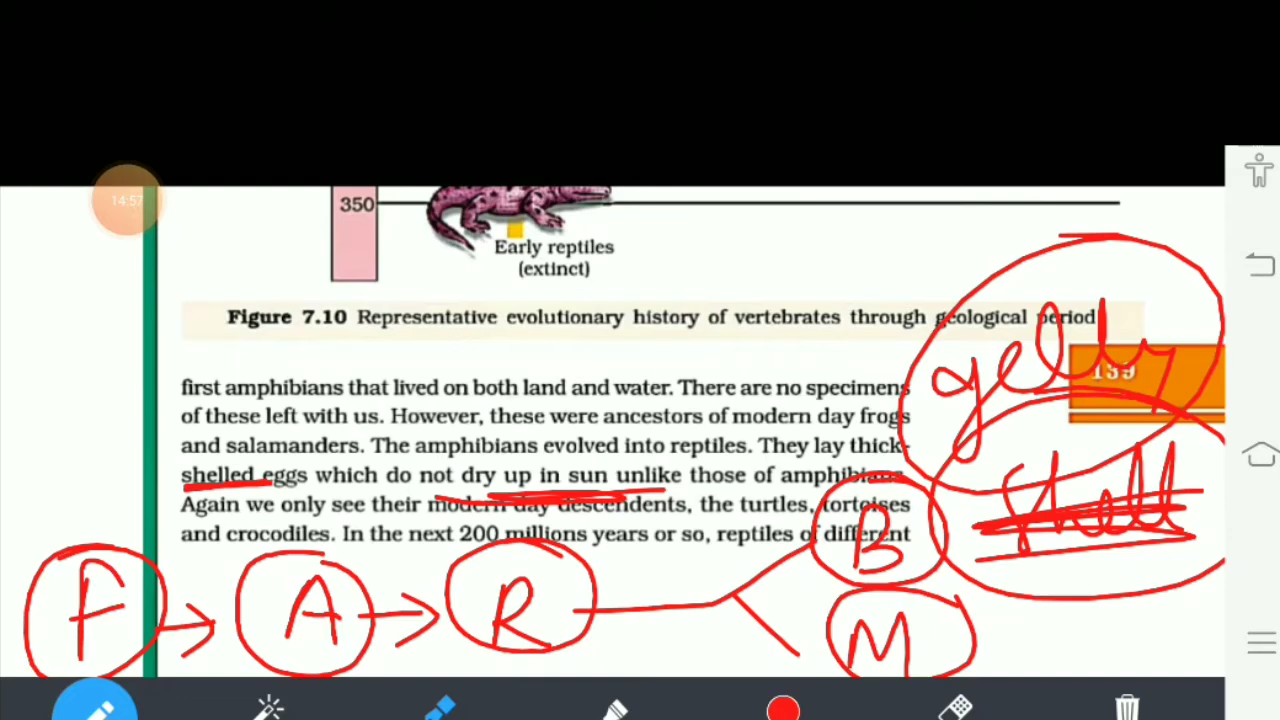 14:57
350
Early reptiles
(extinct)
Figure 7.10 Representative evolutionary history of vertebrates through geological period
139
first amphibians that lived on both land and water. There are no specimens
of these left with us. However, these were ancestors of modern day frogs
and salamanders. The amphibians evolved into reptiles. They lay thick-
shelled eggs which do not dry up in sun unlike those of amphibians.
Again we only see their modern day descendents, the turtles, tortoises
and crocodiles. In the next 200 millions years or so, reptiles of different
gelly
shell
F → A → R
B
M